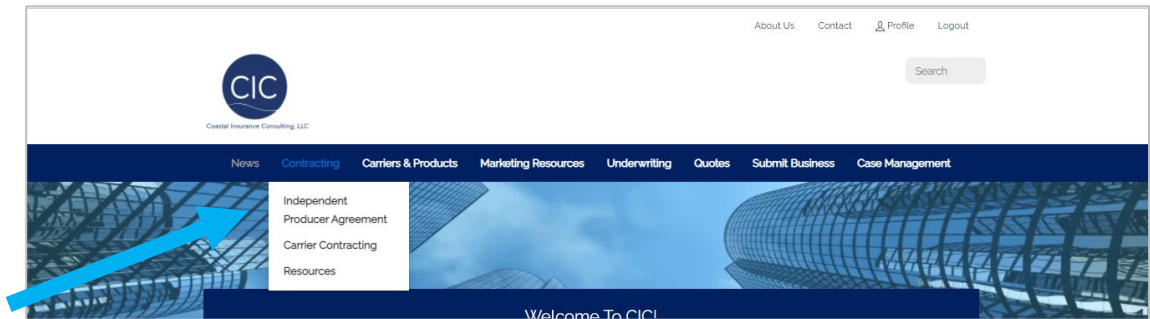 About Us Contact Profile Logout
Search
CIC
Coastal Insurance Consulting, LLC
News Contracting Carriers & Products Marketing Resources Underwriting Quotes Submit Business Case Management
Independent
Producer Agreement
Carrier Contracting
Resources
Welcome To CIC!